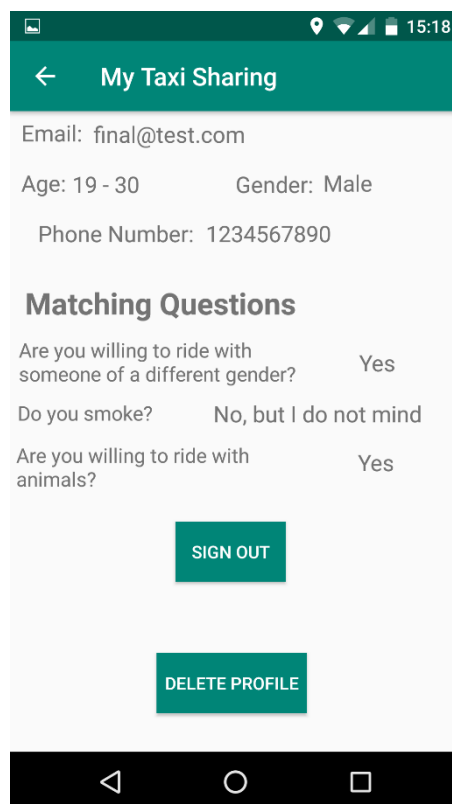 15:18
My Taxi Sharing
Email: final@test.com
Age: 19 - 30 Gender: Male
Phone Number: 1234567890
Matching Questions
Are you willing to ride with
someone of a different gender? Yes
Do you smoke? No, but I do not mind
Are you willing to ride with
animals? Yes
SIGN OUT
DELETE PROFILE